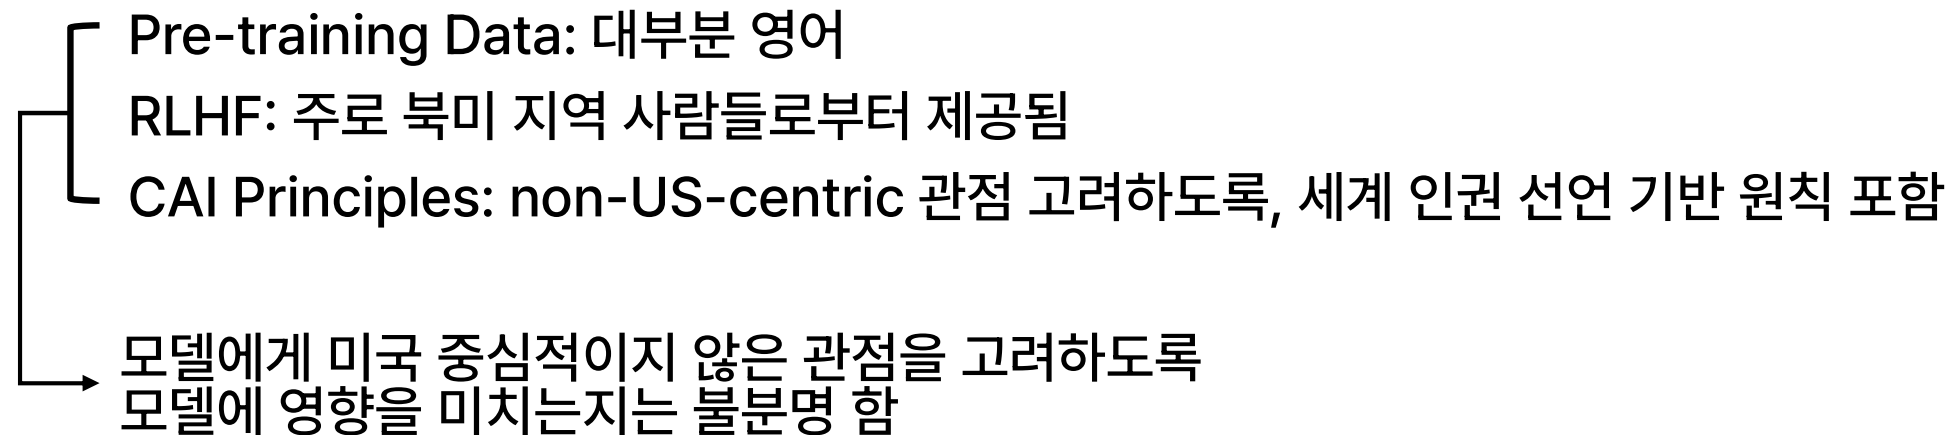 Pre-training Data: 대부분 영어
RLHF: 주로 북미 지역 사람들로부터 제공됨
CAI Principles: non-US-centric 관점 고려하도록, 세계 인권 선언 기반 원칙 포함
모델에게 미국 중심적이지 않은 관점을 고려하도록
모델에 영향을 미치는지는 불분명 함